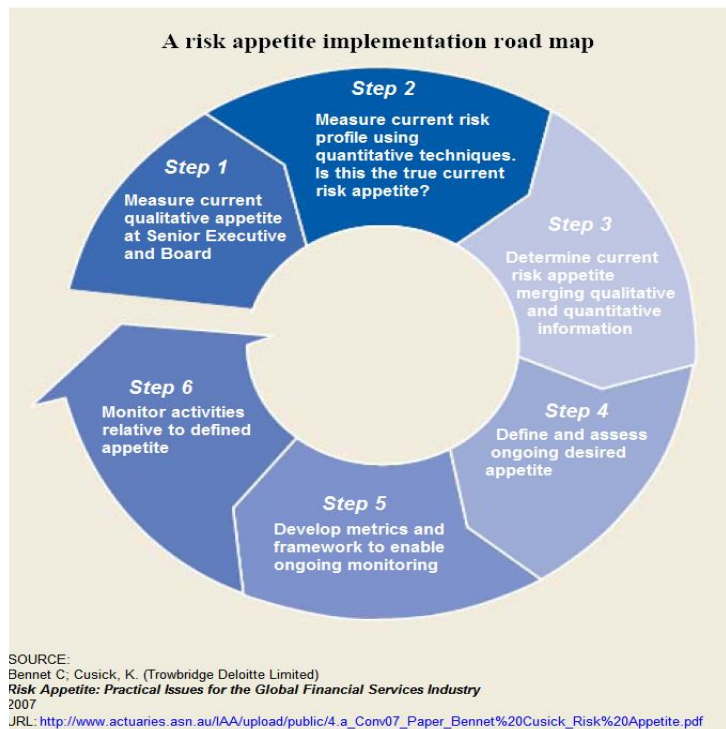 A risk appetite implementation road map
Step 1
Measure current
qualitative appetite
at Senior Executive
and Board
Step 2
Measure current risk
profile using
quantitative techniques.
Is this the true current
risk appetite?
Step 3
Determine current
risk appetite
merging qualitative
and quantitative
information
Step 4
Define and assess
ongoing desired
appetite
Step 5
Develop metrics and
framework to enable
ongoing monitoring
Step 6
Monitor activities
relative to defined
appetite
SOURCE:
Bennet C; Cusick, K. (Trowbridge Deloitte Limited)
Risk Appetite: Practical Issues for the Global Financial Services Industry
2007
URL: http://www.actuaries.asn.au/IAA/upload/public/4.a_Conv07_Paper_Bennet%20Cusick_Risk%20Appetite.pdf